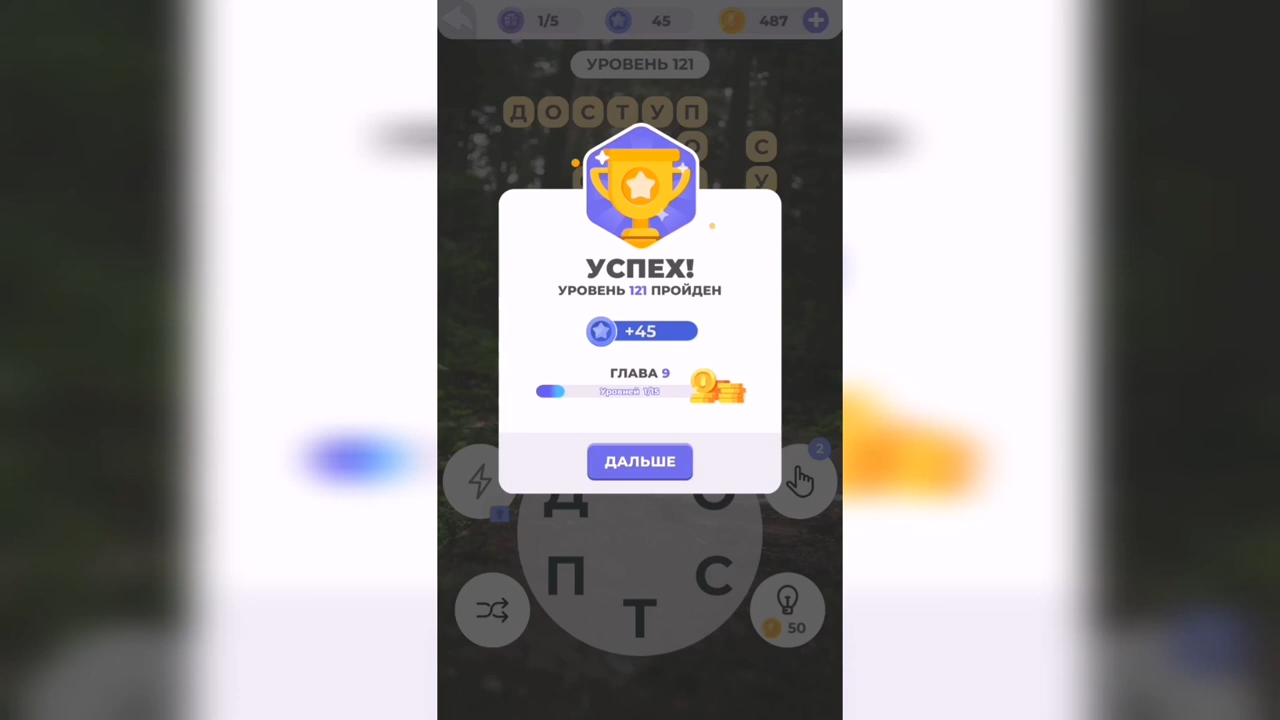 1/5 45 487
УРОВЕНЬ 121
ДОСТУП
О С
У
УСПЕХ!
УРОВЕНЬ 121 ПРОЙДЕН
+45
ГЛАВА 9
Уровней 1/15
ДАЛЬШЕ
2
Д О
П С
Т
50